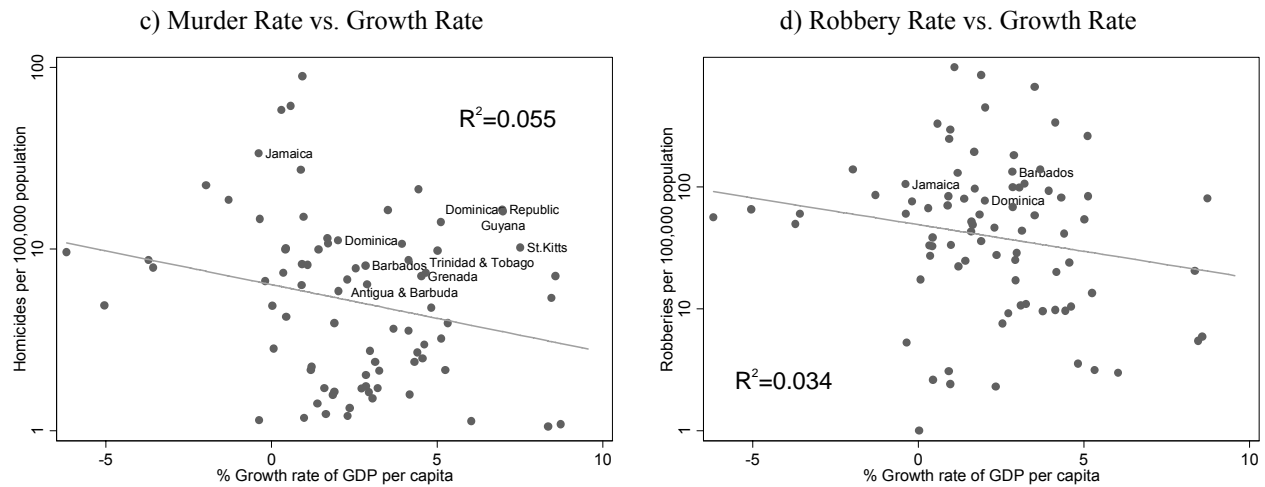 c) Murder Rate vs. Growth Rate
Homicides per 100,000 population
100
10
1
R²=0.055
Jamaica
Dominican Republic
Guyana
Dominica
St.Kitts
Barbados
Trinidad & Tobago
Grenada
Antigua & Barbuda
-5 0 5 10
% Growth rate of GDP per capita
d) Robbery Rate vs. Growth Rate
Robberies per 100,000 population
100
10
1
Barbados
Jamaica
Dominica
R²=0.034
-5 0 5 10
% Growth rate of GDP per capita